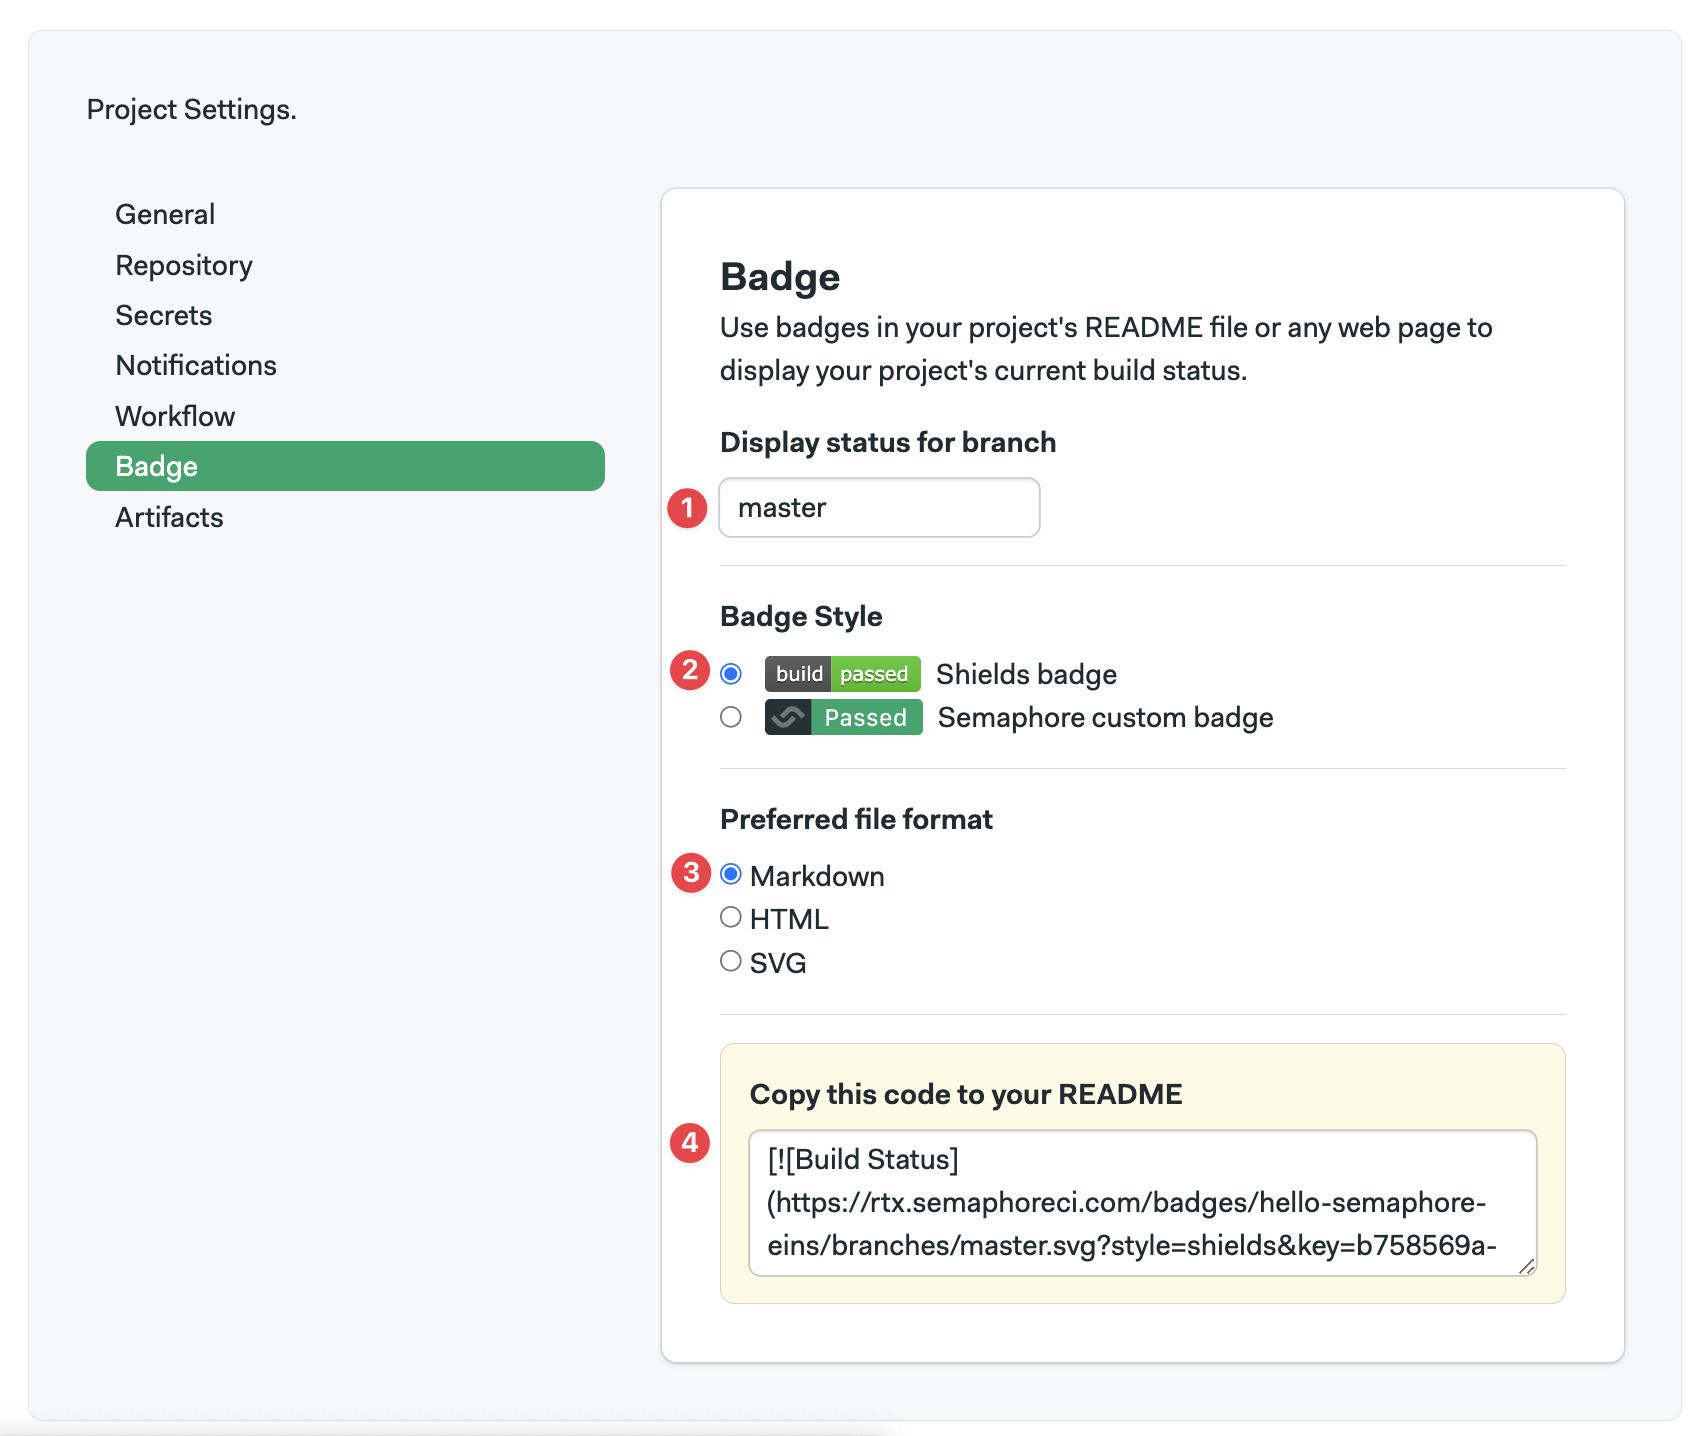 Project Settings.
General
Repository
Secrets
Notifications
Workflow
Badge
Artifacts
Badge
Use badges in your project's README file or any web page to
display your project's current build status.
Display status for branch
1 master
Badge Style
2 build passed Shields badge
Passed Semaphore custom badge
Preferred file format
3 Markdown
HTML
SVG
Copy this code to your README
4
[![Build Status]
(https://rtx.semaphoreci.com/badges/hello-semaphore-
eins/branches/master.svg?style=shields&key=b758569a-